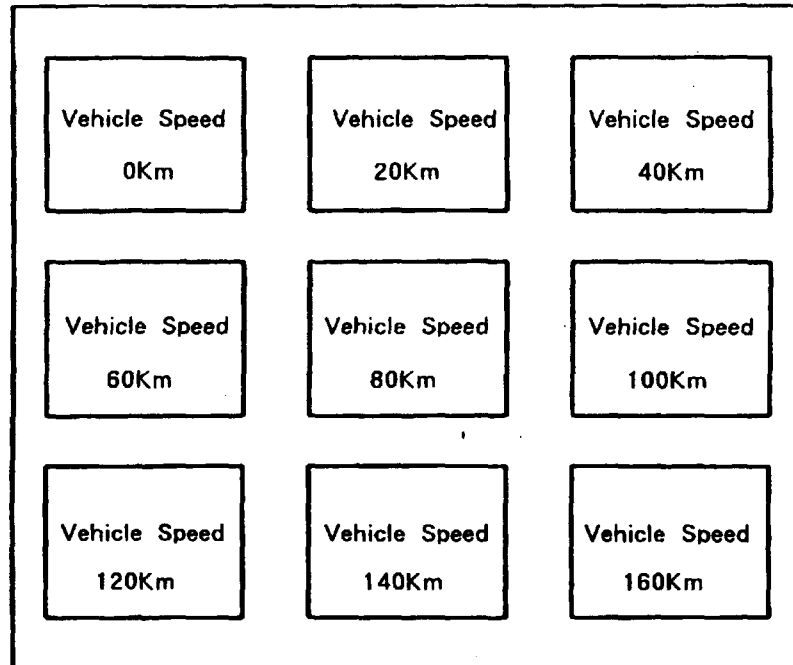 Vehicle Speed
0Km
Vehicle Speed
20Km
Vehicle Speed
40Km
Vehicle Speed
60Km
Vehicle Speed
80Km
Vehicle Speed
100Km
Vehicle Speed
120Km
Vehicle Speed
140Km
Vehicle Speed
160Km